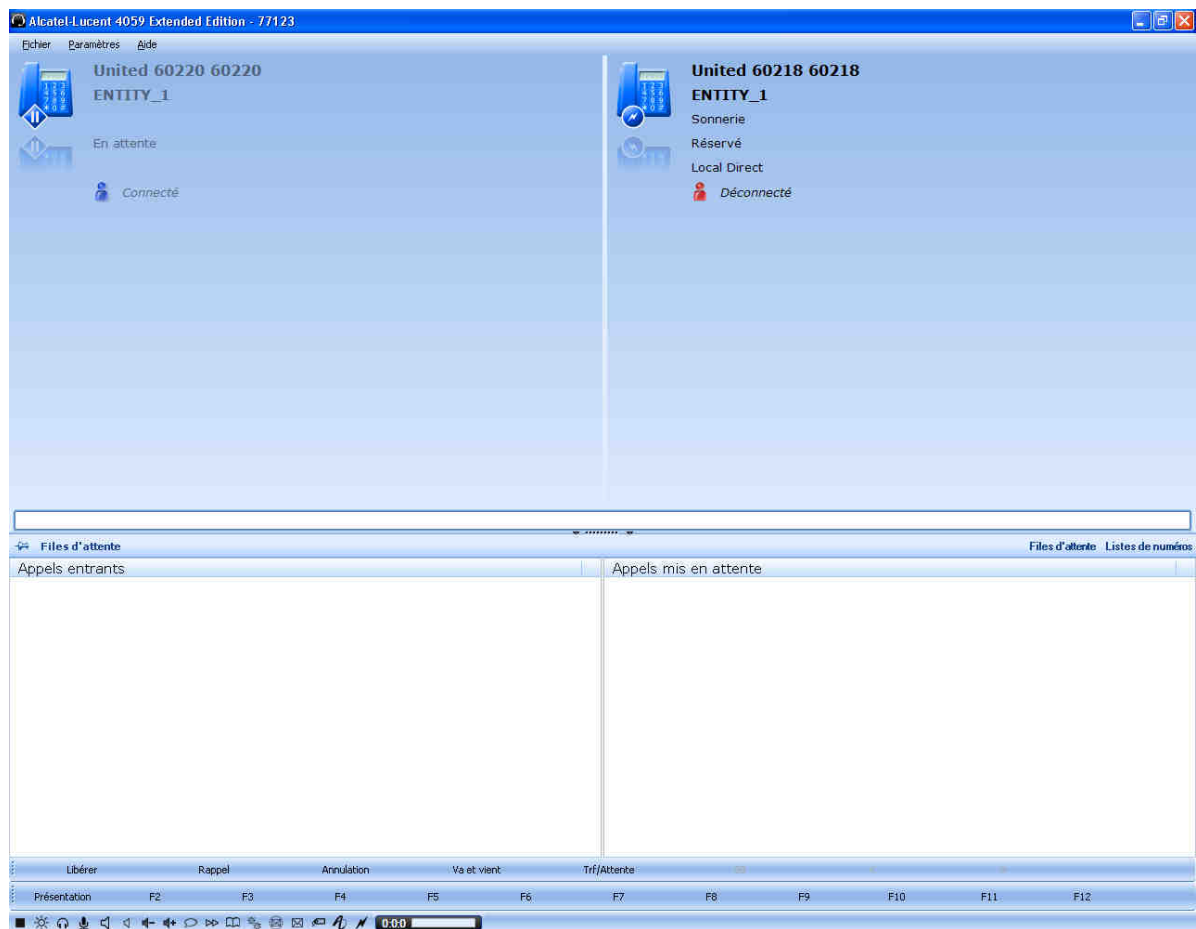 Alcatel-Lucent 4059 Extended Edition - 77123
Fichier Paramètres Aide
United 60220 60220
ENTITY_1
En attente
Connecté
United 60218 60218
ENTITY_1
Sonnerie
Réservé
Local Direct
Déconnecté
Files d'attente
Files d'attente Listes de numéros
Appels entrants
Appels mis en attente
Libérer Rappel Annulation Va et vient Trf/Attente
Présentation F2 F3 F4 F5 F6 F7 F8 F9 F10 F11 F12
0:0:0